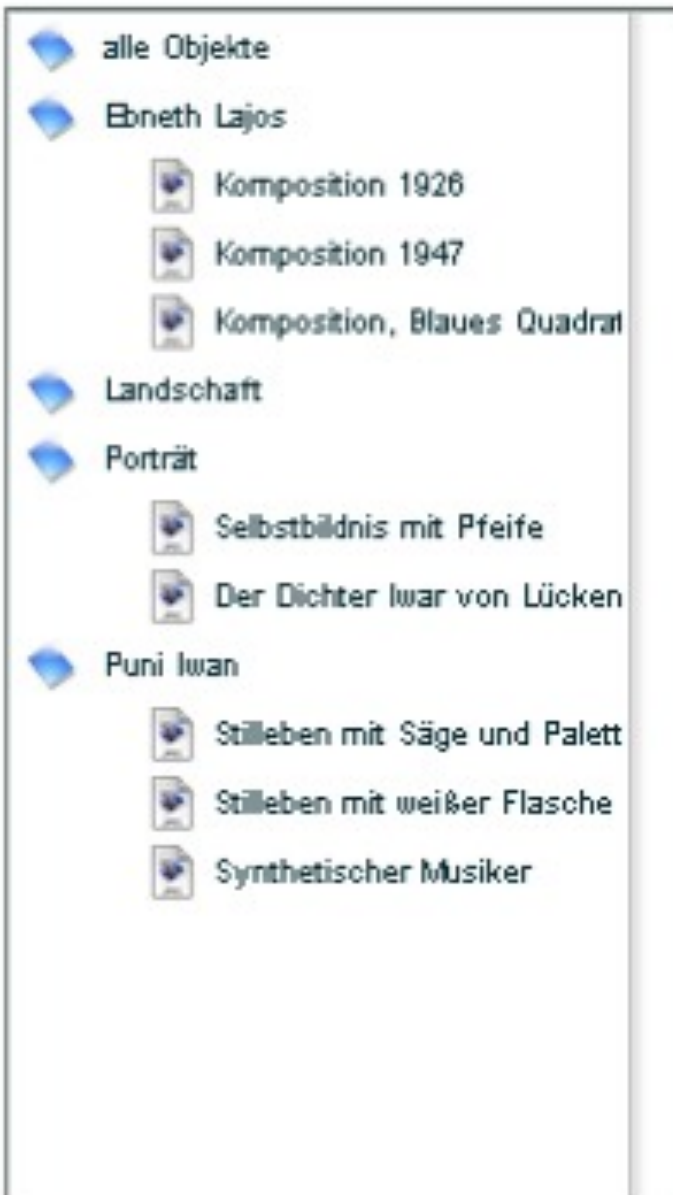 alle Objekte
Ebneth Lajos
Komposition 1926
Komposition 1947
Komposition, Blaues Quadrat
Landschaft
Porträt
Selbstbildnis mit Pfeife
Der Dichter Iwar von Lücken
Puni Iwan
Stilleben mit Säge und Palett
Stilleben mit weißer Flasche
Synthetischer Musiker